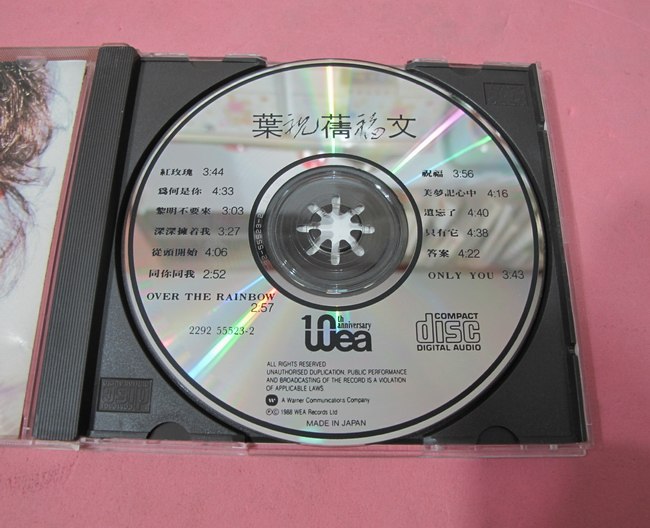 葉祝蒨福文
紅玫瑰 3:44
為何是你 4:33
黎明不要來 3:03
深深擁着我 3:27
從頭開始 4:06
同你同我 2:52
OVER THE RAINBOW
2:57
2292 55523-2
祝福 3:56
美夢記心中 4:16
遺忘了 4:40
只有它 4:38
答案 4:22
ONLY YOU 3:43
10th
anniversary
wea
COMPACT
disc
DIGITAL AUDIO
ALL RIGHTS RESERVED
UNAUTHORISED DUPLICATION, PUBLIC PERFORMANCE
AND BROADCASTING OF THE RECORD IS A VIOLATION
OF APPLICABLE LAWS
A Warner Communications Company
Ⓟ© 1988 WEA Records Ltd
MADE IN JAPAN